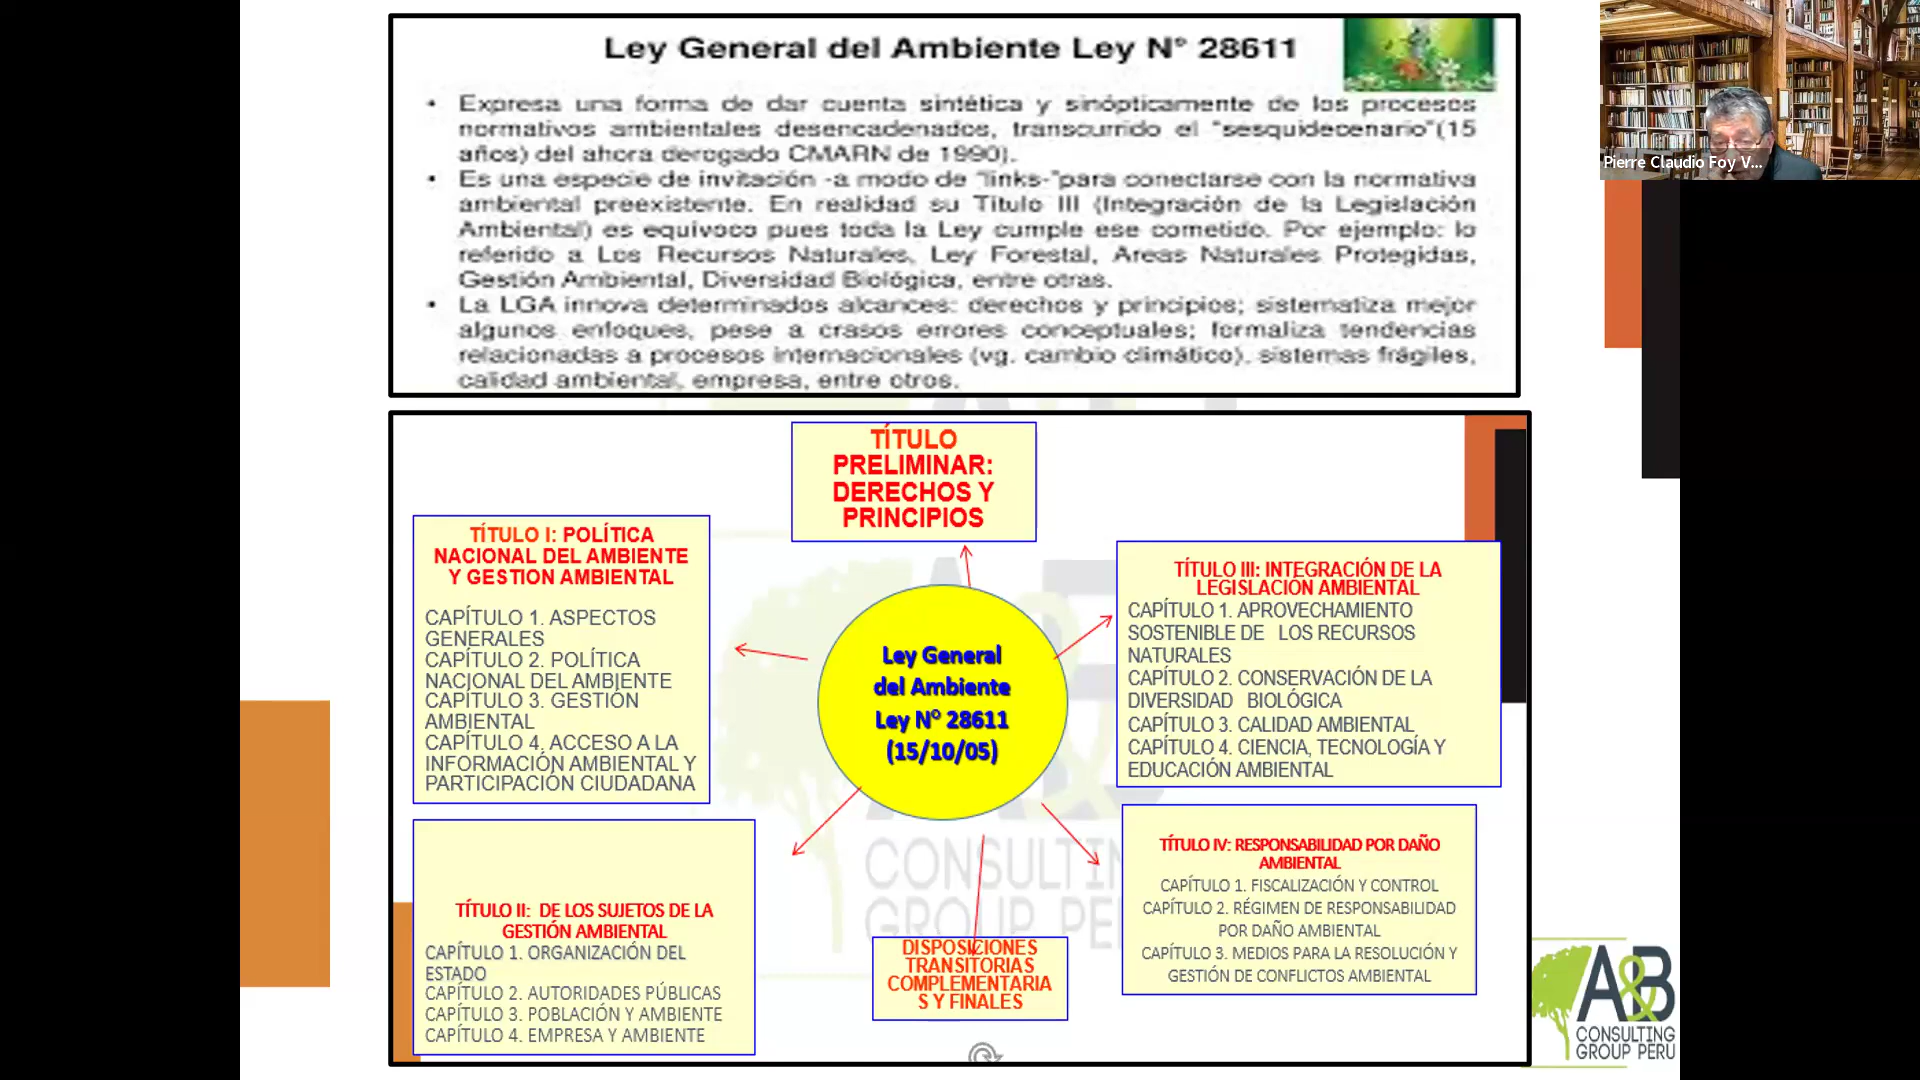 Ley General del Ambiente Ley N° 28611
• Expresa una forma de dar cuenta sintética y sinópticamente de los procesos
normativos ambientales desencadenados, transcurrido el "sesquidecenario"(15
años) del ahora derogado CMARN de 1990).
• Es una especie de invitación -a modo de "links-"para conectarse con la normativa
ambiental preexistente. En realidad su Título III (Integración de la Legislación
Ambiental) es equívoco pues toda la Ley cumple ese cometido. Por ejemplo: lo
referido a Los Recursos Naturales, Ley Forestal, Areas Naturales Protegidas,
Gestión Ambiental, Diversidad Biológica, entre otras.
• La LGA innova determinados alcances: derechos y principios; sistematiza mejor
algunos enfoques, pese a crasos errores conceptuales; formaliza tendencias
relacionadas a procesos internacionales (vg. cambio climático), sistemas frágiles,
calidad ambiental, empresa, entre otros.
Pierre Claudio Foy V...
TÍTULO
PRELIMINAR:
DERECHOS Y
PRINCIPIOS
TÍTULO I: POLÍTICA
NACIONAL DEL AMBIENTE
Y GESTION AMBIENTAL
CAPÍTULO 1. ASPECTOS
GENERALES
CAPÍTULO 2. POLÍTICA
NACIONAL DEL AMBIENTE
CAPÍTULO 3. GESTIÓN
AMBIENTAL
CAPÍTULO 4. ACCESO A LA
INFORMACIÓN AMBIENTAL Y
PARTICIPACIÓN CIUDADANA
Ley General
del Ambiente
Ley N° 28611
(15/10/05)
TÍTULO III: INTEGRACIÓN DE LA
LEGISLACIÓN AMBIENTAL
CAPÍTULO 1. APROVECHAMIENTO
SOSTENIBLE DE LOS RECURSOS
NATURALES
CAPÍTULO 2. CONSERVACIÓN DE LA
DIVERSIDAD BIOLÓGICA
CAPÍTULO 3. CALIDAD AMBIENTAL
CAPÍTULO 4. CIENCIA, TECNOLOGÍA Y
EDUCACIÓN AMBIENTAL
TÍTULO II: DE LOS SUJETOS DE LA
GESTIÓN AMBIENTAL
CAPÍTULO 1. ORGANIZACIÓN DEL
ESTADO
CAPÍTULO 2. AUTORIDADES PÚBLICAS
CAPÍTULO 3. POBLACIÓN Y AMBIENTE
CAPÍTULO 4. EMPRESA Y AMBIENTE
DISPOSICIONES
TRANSITORIAS
COMPLEMENTARIA
S Y FINALES
TÍTULO IV: RESPONSABILIDAD POR DAÑO
AMBIENTAL
CAPÍTULO 1. FISCALIZACIÓN Y CONTROL
CAPÍTULO 2. RÉGIMEN DE RESPONSABILIDAD
POR DAÑO AMBIENTAL
CAPÍTULO 3. MEDIOS PARA LA RESOLUCIÓN Y
GESTIÓN DE CONFLICTOS AMBIENTAL
CONSULTIN
GROUP PE
A&B
CONSULTING
GROUP PERU